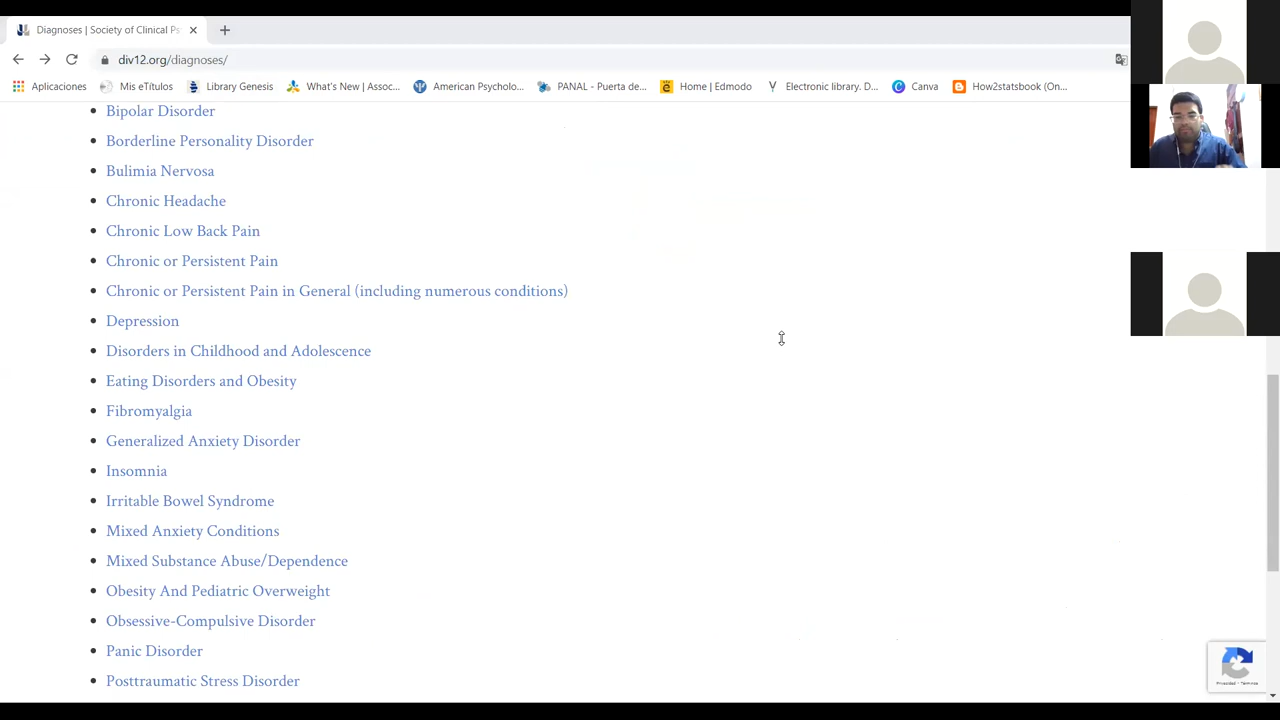 Diagnoses | Society of Clinical Ps
div12.org/diagnoses/
Aplicaciones Mis eTítulos Library Genesis What's New | Assoc... American Psycholo... PANAL - Puerta de... Home | Edmodo Electronic library. D... Canva How2statsbook (On...
Bipolar Disorder
Borderline Personality Disorder
Bulimia Nervosa
Chronic Headache
Chronic Low Back Pain
Chronic or Persistent Pain
Chronic or Persistent Pain in General (including numerous conditions)
Depression
Disorders in Childhood and Adolescence
Eating Disorders and Obesity
Fibromyalgia
Generalized Anxiety Disorder
Insomnia
Irritable Bowel Syndrome
Mixed Anxiety Conditions
Mixed Substance Abuse/Dependence
Obesity And Pediatric Overweight
Obsessive-Compulsive Disorder
Panic Disorder
Posttraumatic Stress Disorder
Privacidad - Términos